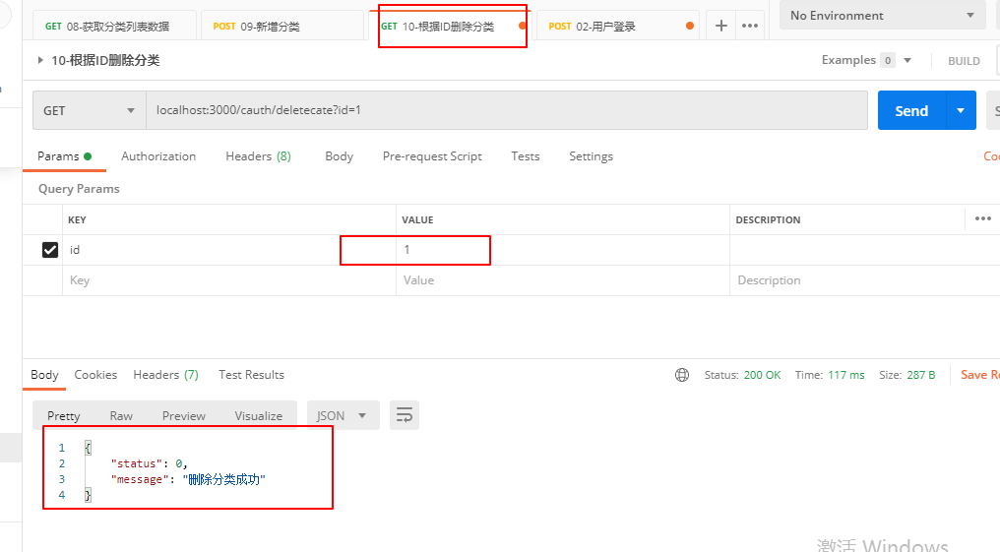 GET 08-获取分类列表数据 POST 09-新增分类 GET 10-根据ID删除分类 POST 02-用户登录 No Environment
10-根据ID删除分类 Examples 0 BUILD
GET localhost:3000/cauth/deletecate?id=1 Send
Params Authorization Headers (8) Body Pre-request Script Tests Settings
Query Params
KEY VALUE DESCRIPTION
id 1
Key Value Description
Body Cookies Headers (7) Test Results Status: 200 OK Time: 117 ms Size: 287 B Save
Pretty Raw Preview Visualize JSON
1 {
2 "status": 0,
3 "message": "删除分类成功"
4 }
激活 Windows